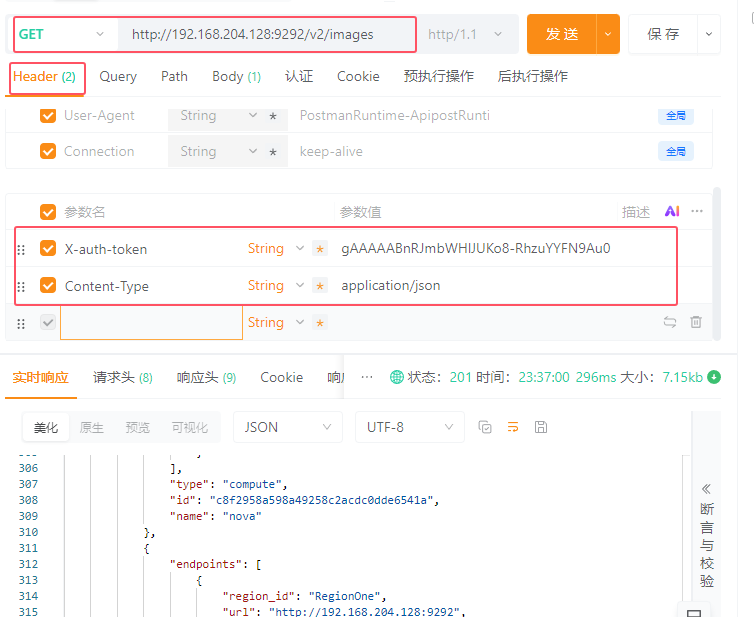 GET http://192.168.204.128:9292/v2/images http/1.1 发 送 保 存
Header (2) Query Path Body (1) 认证 Cookie 预执行操作 后执行操作
User-Agent String * PostmanRuntime-ApipostRunti 全局
Connection String * keep-alive 全局
参数名 参数值 描述 AI ...
X-auth-token String * gAAAAABnRJmbWHIJUKo8-RhzuYYFN9Au0
Content-Type String * application/json
String *
实时响应 请求头 (8) 响应头 (9) Cookie ... 状态: 201 时间: 23:37:00 296ms 大小: 7.15kb
美化 原生 预览 可视化 JSON UTF-8
306 ],
307 "type": "compute",
308 "id": "c8f2958a598a49258c2acdc0dde6541a",
309 "name": "nova"
310 },
311 {
312 "endpoints": [
313 {
314 "region_id": "RegionOne",
315 "url": "http://192.168.204.128:9292",
断言与校验